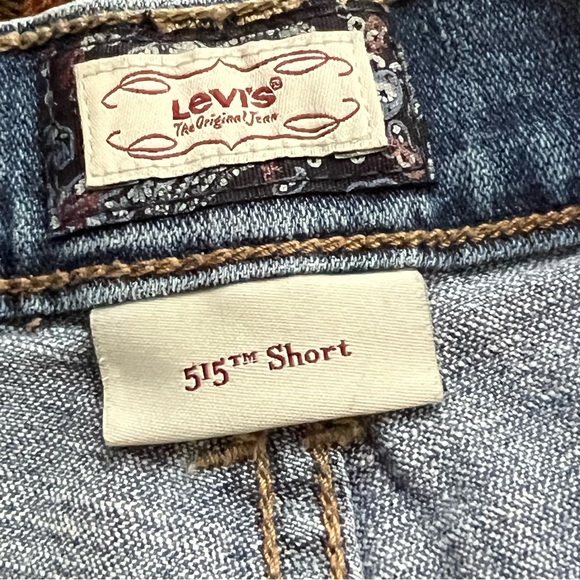 Levi's®
The Original Jean
515™ Short